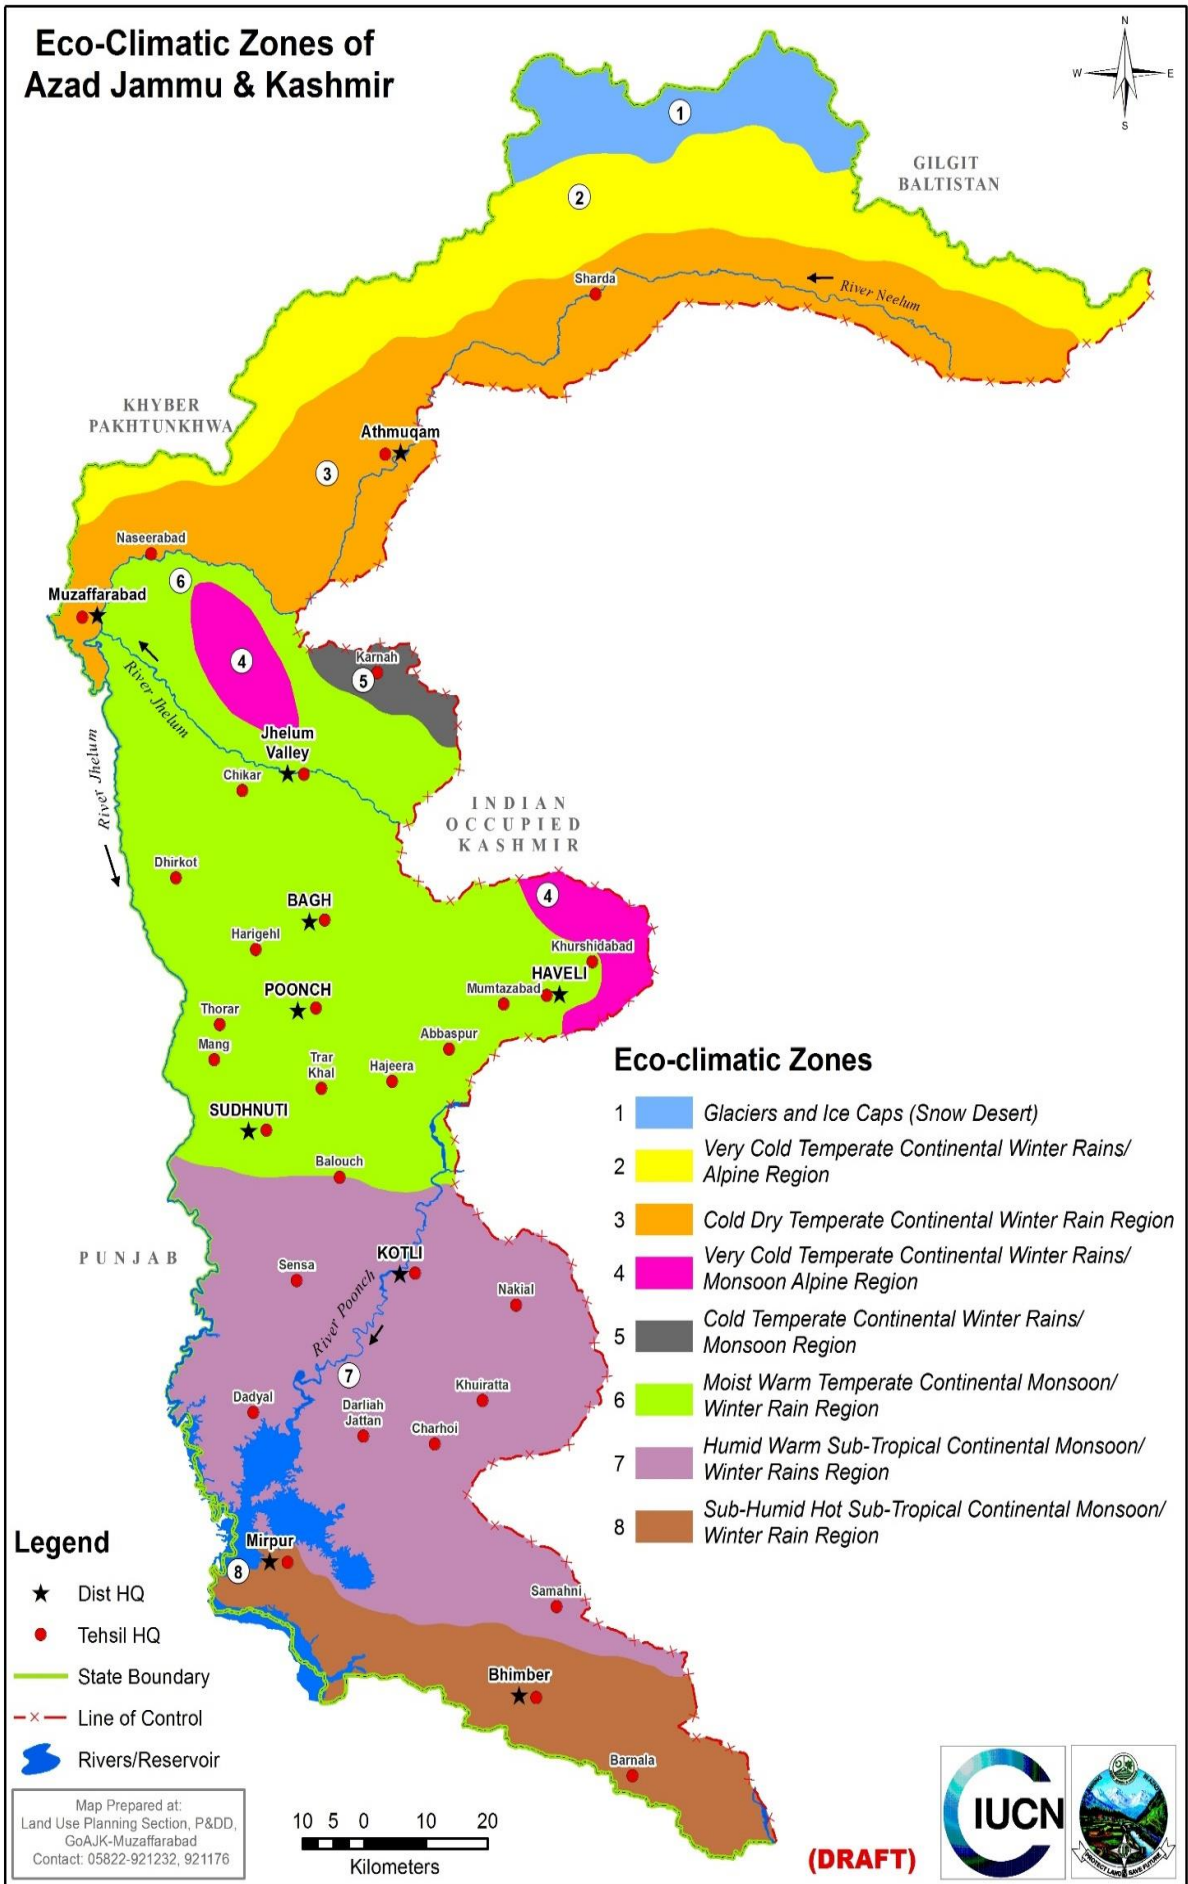 Eco-Climatic Zones of
Azad Jammu & Kashmir
N
W
E
S
1
GILGIT
BALTISTAN
2
Sharda
River Neelum
KHYBER
PAKHTUNKHWA
Athmuqam
3
Naseerabad
6
Muzaffarabad
4
Karnah
5
River Jhelum
Jhelum
Valley
River Jhelum
Chikar
INDIAN
OCCUPIED
KASHMIR
Dhirkot
4
BAGH
Harigehl
Khurshidabad
HAVELI
Mumtazabad
POONCH
Thorar
Mang
Abbaspur
Trar
Khal
Hajeera
SUDHNUTI
Balouch
PUNJAB
KOTLI
Sensa
Nakial
River Poonch
7
Dadyal
Darliah
Jattan
Khuiratta
Charhoi
Mirpur
8
Samahni
Bhimber
Barnala
Eco-climatic Zones
1 Glaciers and Ice Caps (Snow Desert)
2 Very Cold Temperate Continental Winter Rains/
Alpine Region
3 Cold Dry Temperate Continental Winter Rain Region
4 Very Cold Temperate Continental Winter Rains/
Monsoon Alpine Region
5 Cold Temperate Continental Winter Rains/
Monsoon Region
6 Moist Warm Temperate Continental Monsoon/
Winter Rain Region
7 Humid Warm Sub-Tropical Continental Monsoon/
Winter Rains Region
8 Sub-Humid Hot Sub-Tropical Continental Monsoon/
Winter Rain Region
Legend
Dist HQ
Tehsil HQ
State Boundary
Line of Control
Rivers/Reservoir
Map Prepared at:
Land Use Planning Section, P&DD,
GoAJK-Muzaffarabad
Contact: 05822-921232, 921176
10 5 0 10 20
Kilometers
(DRAFT)
IUCN
PROTECT LAND SAVE FUTURE